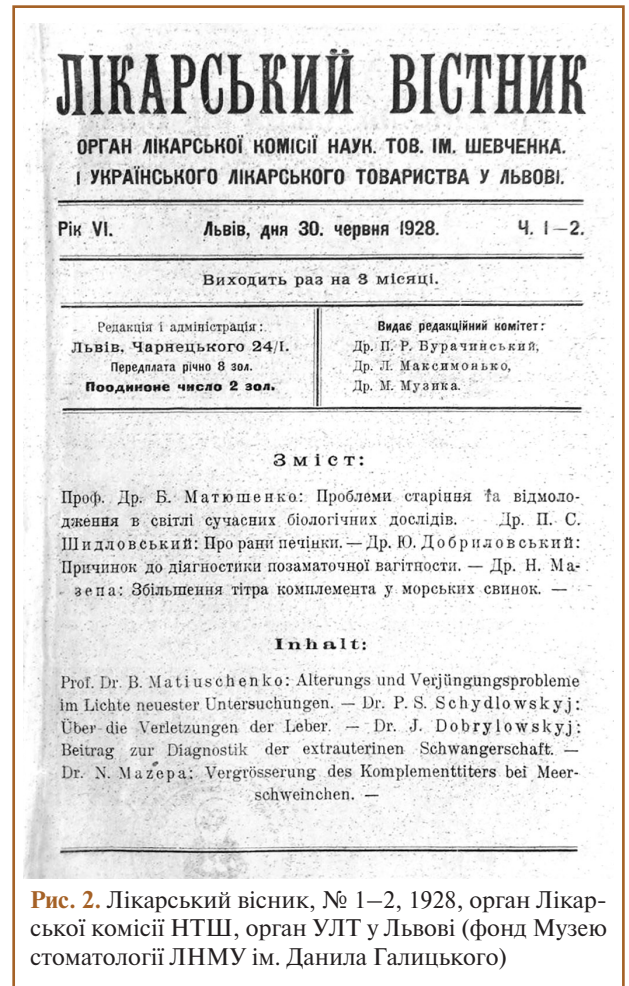 ЛІКАРСЬКИЙ ВІСТНИК
ОРГАН ЛІКАРСЬКОЇ КОМІСІЇ НАУК. ТОВ. ІМ. ШЕВЧЕНКА.
І УКРАЇНСЬКОГО ЛІКАРСЬКОГО ТОВАРИСТВА У ЛЬВОВІ.
Рік VI. Львів, дня 30. червня 1928. Ч. 1—2.
Виходить раз на 3 місяці.
Редакція і адміністрація:
Львів, Чарнецького 24/І.
Передплата річно 8 зол.
Поодиноке число 2 зол.
Видає редакційний комітет:
Др. П. Р. Бурачинський,
Др. Л. Максимонько,
Др. М. Музика.
Зміст:
Проф. Др. Б. Матюшенко: Проблеми старіння та відмоло-
дження в світлі сучасних біологічних дослідів. Др. П. С.
Шидловський: Про рани печінки. — Др. Ю. Добриловський:
Причинок до діягностики позаматочної вагітности. — Др. Н. Ма-
зепа: Збільшення тітра комплемента у морських свинок. —
Inhalt:
Prof. Dr. B. Matiuschenko: Alterungs und Verjüngungsprobleme
im Lichte neuester Untersuchungen. — Dr. P. S. Schydlowskyj:
Über die Verletzungen der Leber. — Dr. J. Dobrylowskyj:
Beitrag zur Diagnostik der extrauterinen Schwangerschaft. —
Dr. N. Mazepa: Vergrösserung des Komplementtiters bei Meer-
schweinchen. —
Рис. 2. Лікарський вісник, № 1–2, 1928, орган Лікар-
ської комісії НТШ, орган УЛТ у Львові (фонд Музею
стоматології ЛНМУ ім. Данила Галицького)